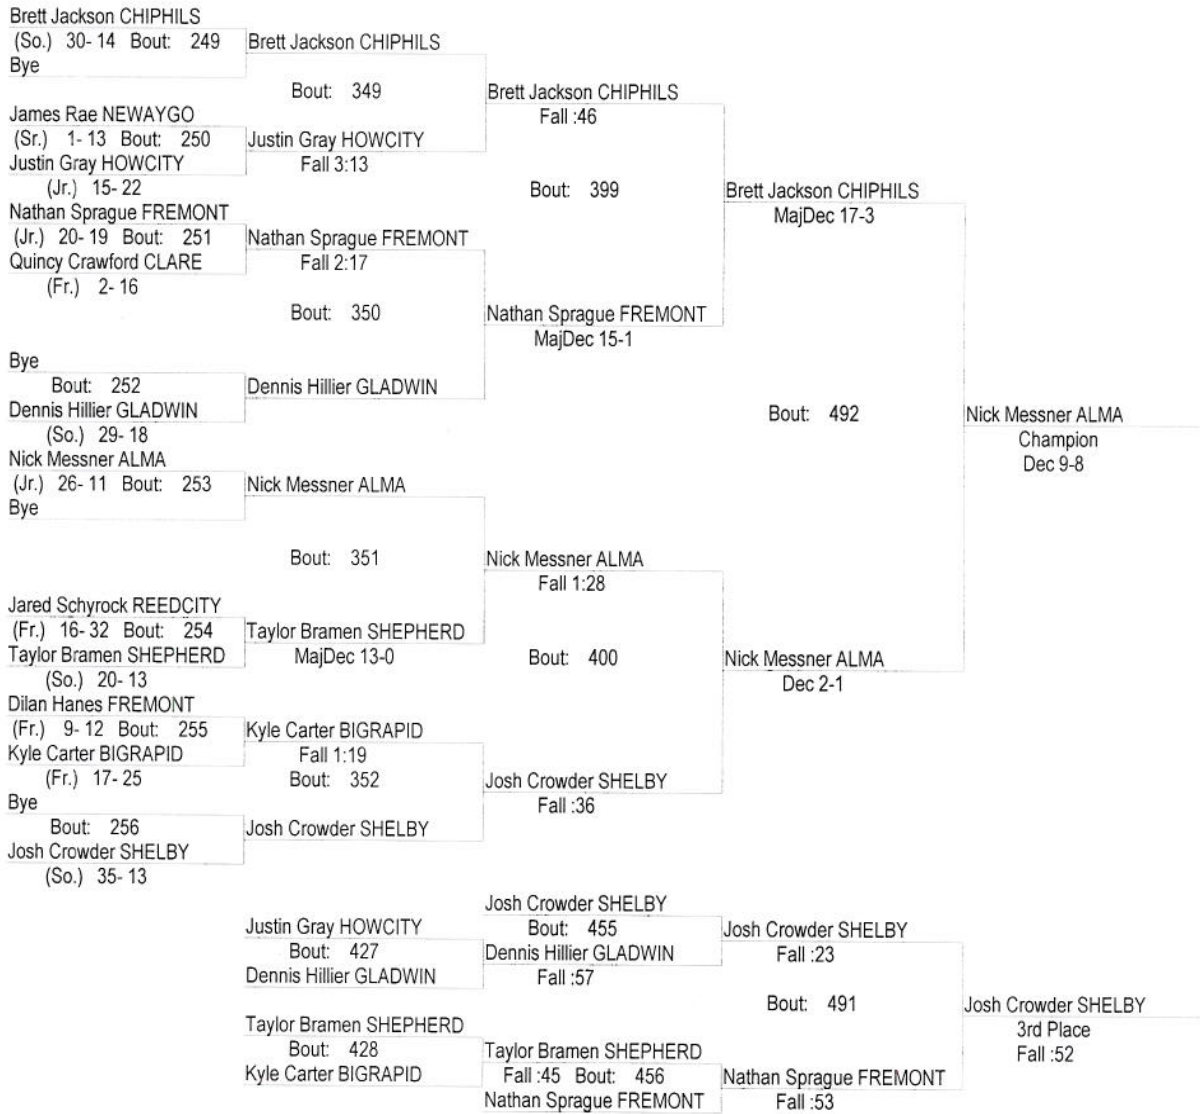 Brett Jackson CHIPHILS
(So.) 30- 14 Bout: 249
Bye
Brett Jackson CHIPHILS
Bout: 349
James Rae NEWAYGO
(Sr.) 1- 13 Bout: 250
Justin Gray HOWCITY
(Jr.) 15- 22
Justin Gray HOWCITY
Fall 3:13
Brett Jackson CHIPHILS
Fall :46
Bout: 399
Nathan Sprague FREMONT
(Jr.) 20- 19 Bout: 251
Quincy Crawford CLARE
(Fr.) 2- 16
Nathan Sprague FREMONT
Fall 2:17
Bout: 350
Bye
Bout: 252
Dennis Hillier GLADWIN
(So.) 29- 18
Dennis Hillier GLADWIN
Nathan Sprague FREMONT
MajDec 15-1
Brett Jackson CHIPHILS
MajDec 17-3
Bout: 492
Nick Messner ALMA
Champion
Dec 9-8
Nick Messner ALMA
(Jr.) 26- 11 Bout: 253
Bye
Nick Messner ALMA
Bout: 351
Jared Schyrock REEDCITY
(Fr.) 16- 32 Bout: 254
Taylor Bramen SHEPHERD
(So.) 20- 13
Taylor Bramen SHEPHERD
MajDec 13-0
Nick Messner ALMA
Fall 1:28
Bout: 400
Nick Messner ALMA
Dec 2-1
Dilan Hanes FREMONT
(Fr.) 9- 12 Bout: 255
Kyle Carter BIGRAPID
(Fr.) 17- 25
Kyle Carter BIGRAPID
Fall 1:19
Bout: 352
Bye
Bout: 256
Josh Crowder SHELBY
(So.) 35- 13
Josh Crowder SHELBY
Josh Crowder SHELBY
Fall :36
Justin Gray HOWCITY
Bout: 427
Dennis Hillier GLADWIN
Josh Crowder SHELBY
Bout: 455
Dennis Hillier GLADWIN
Fall :57
Josh Crowder SHELBY
Fall :23
Bout: 491
Josh Crowder SHELBY
3rd Place
Fall :52
Taylor Bramen SHEPHERD
Bout: 428
Kyle Carter BIGRAPID
Taylor Bramen SHEPHERD
Fall :45 Bout: 456
Nathan Sprague FREMONT
Nathan Sprague FREMONT
Fall :53